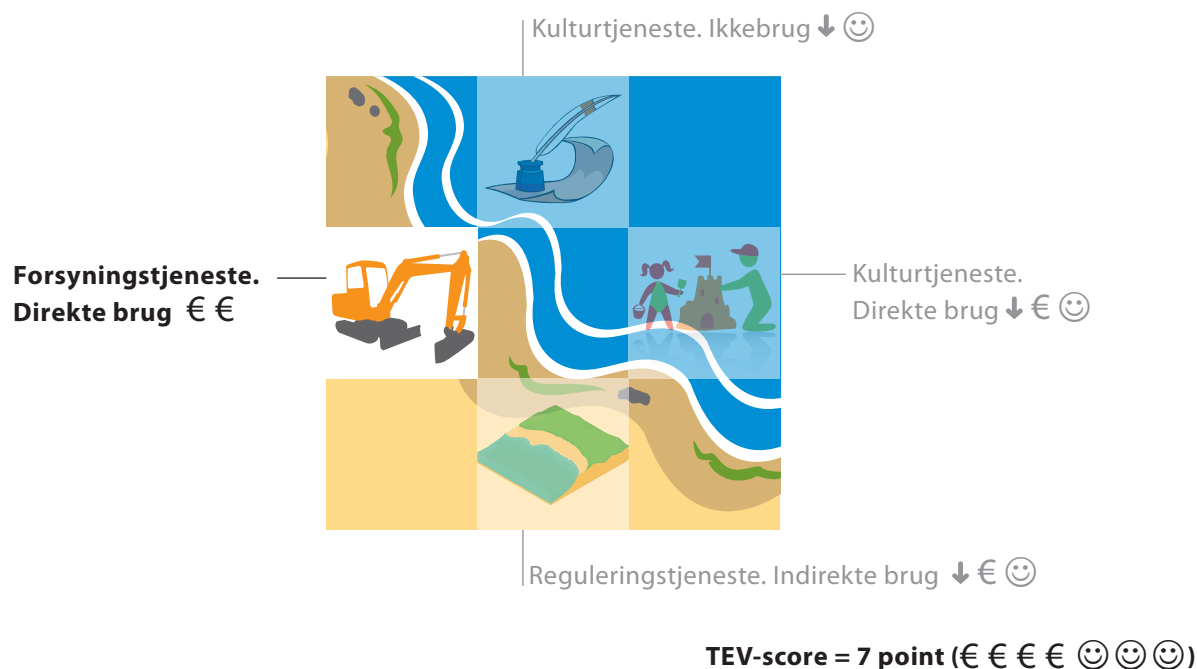 Kulturtjeneste. Ikkebrug 🠋 ☺
Forsyningstjeneste.
Direkte brug € €
Kulturtjeneste.
Direkte brug 🠋 € ☺
Reguleringstjeneste. Indirekte brug 🠋 € ☺
TEV-score = 7 point (€ € € € ☺ ☺ ☺)